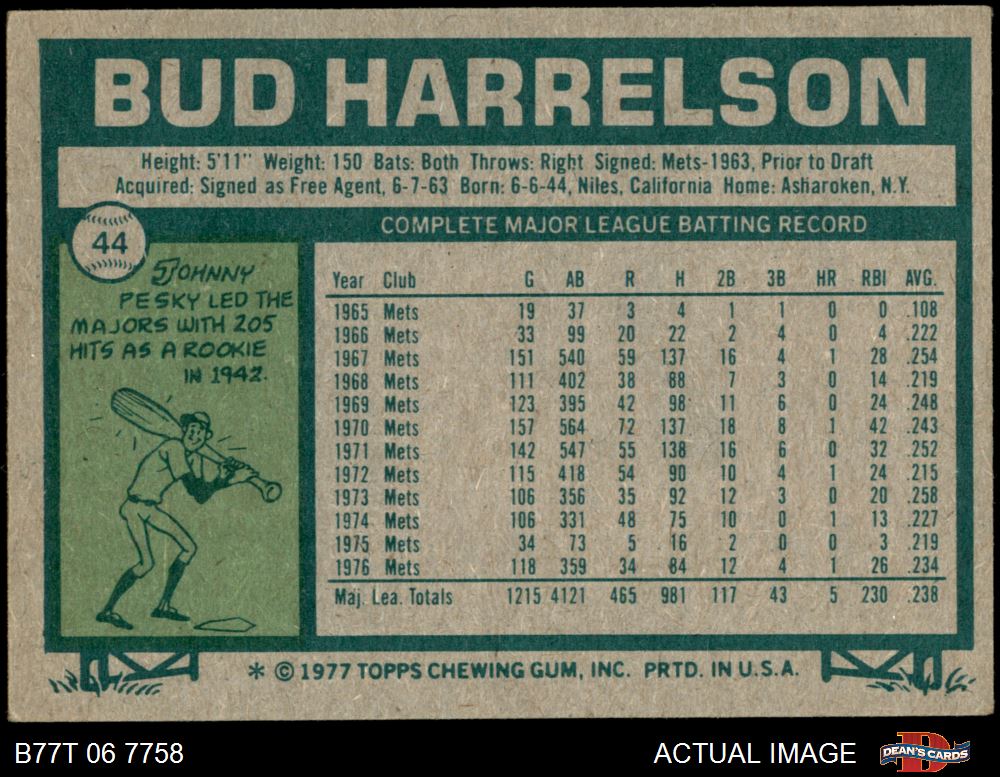 BUD HARRELSON
Height: 5'11" Weight: 150 Bats: Both Throws: Right Signed: Mets-1963, Prior to Draft
Acquired: Signed as Free Agent, 6-7-63 Born: 6-6-44, Niles, California Home: Asharoken, N.Y.
44
COMPLETE MAJOR LEAGUE BATTING RECORD
JOHNNY
PESKY LED THE
MAJORS WITH 205
HITS AS A ROOKIE
IN 1942.
Year Club G AB R H 2B 3B HR RBI AVG.
1965 Mets 19 37 3 4 1 1 0 0 .108
1966 Mets 33 99 20 22 2 4 0 4 .222
1967 Mets 151 540 59 137 16 4 1 28 .254
1968 Mets 111 402 38 88 7 3 0 14 .219
1969 Mets 123 395 42 98 11 6 0 24 .248
1970 Mets 157 564 72 137 18 8 1 42 .243
1971 Mets 142 547 55 138 16 6 0 32 .252
1972 Mets 115 418 54 90 10 4 1 24 .215
1973 Mets 106 356 35 92 12 3 0 20 .258
1974 Mets 106 331 48 75 10 0 1 13 .227
1975 Mets 34 73 5 16 2 0 0 3 .219
1976 Mets 118 359 34 84 12 4 1 26 .234
Maj. Lea. Totals 1215 4121 465 981 117 43 5 230 .238
* © 1977 TOPPS CHEWING GUM, INC. PRTD. IN U.S.A.
B77T 06 7758 ACTUAL IMAGE
DEAN'S CARDS